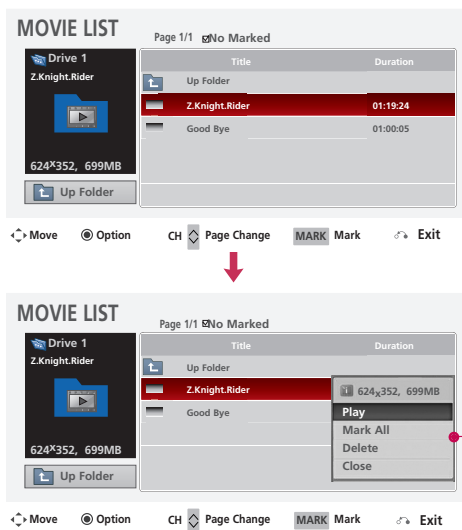 MOVIE LIST
Page 1/1 No Marked
Drive 1
Z.Knight.Rider
624X352, 699MB
Up Folder
Title Duration
Up Folder
Z.Knight.Rider 01:19:24
Good Bye 01:00:05
Move Option CH Page Change MARK Mark Exit
MOVIE LIST
Page 1/1 No Marked
Drive 1
Z.Knight.Rider
624X352, 699MB
Up Folder
Title Duration
Up Folder
Z.Knight.Rider
Good Bye
624x352, 699MB
Play
Mark All
Delete
Close
Move Option CH Page Change MARK Mark Exit